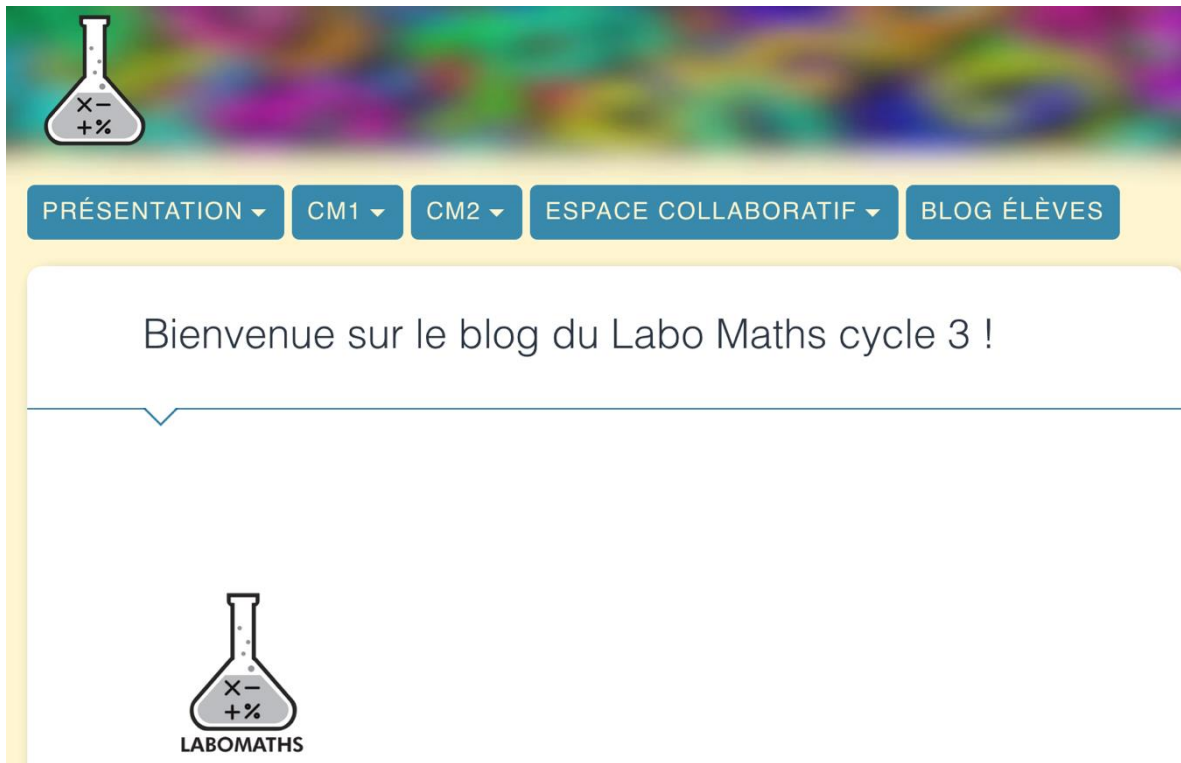 ×−
+%
PRÉSENTATION CM1 CM2 ESPACE COLLABORATIF BLOG ÉLÈVES
Bienvenue sur le blog du Labo Maths cycle 3 !
×−
+%
LABOMATHS